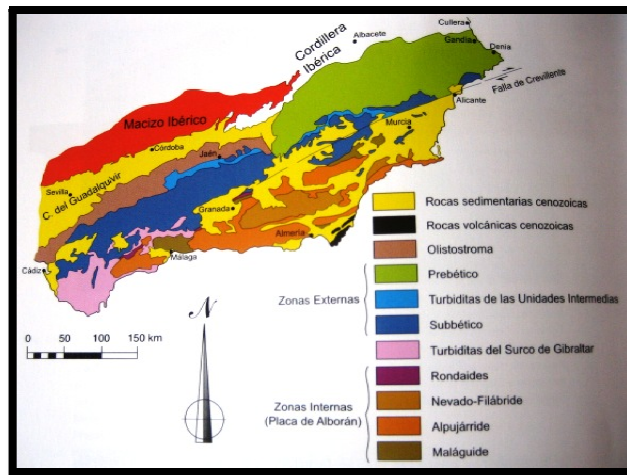 Cullera
Gandía
Denia
Albacete
Cordillera
Ibérica
Falla de Crevillente
Alicante
Macizo Ibérico
Murcia
Córdoba
Jaén
Sevilla
C. del Guadalquivir
Granada
Almería
Málaga
Cádiz
0 50 100 150 km
N
Rocas sedimentarias cenozoicas
Rocas volcánicas cenozoicas
Olistostroma
Zonas Externas
Prebético
Turbiditas de las Unidades Intermedias
Subbético
Turbiditas del Surco de Gibraltar
Zonas Internas
(Placa de Alborán)
Rondaides
Nevado-Filábride
Alpujárride
Maláguide